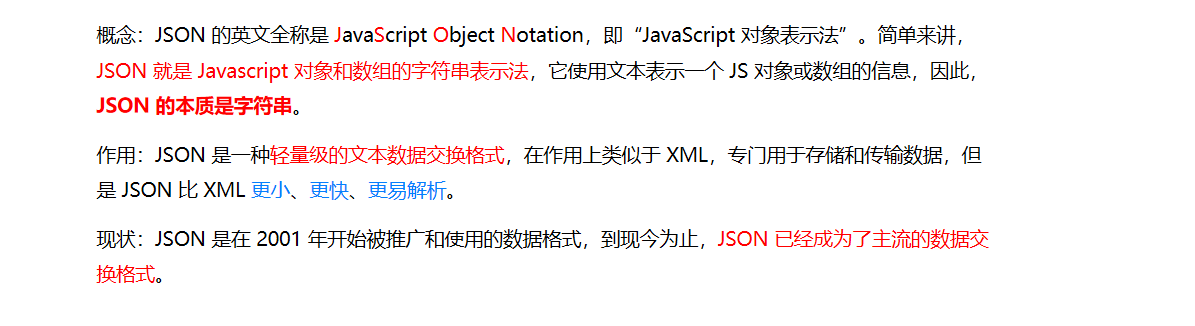 概念：JSON 的英文全称是 JavaScript Object Notation，即“JavaScript 对象表示法”。简单来讲，
JSON 就是 Javascript 对象和数组的字符串表示法，它使用文本表示一个 JS 对象或数组的信息，因此，
JSON 的本质是字符串。
作用：JSON 是一种轻量级的文本数据交换格式，在作用上类似于 XML，专门用于存储和传输数据，但
是 JSON 比 XML 更小、更快、更易解析。
现状：JSON 是在 2001 年开始被推广和使用的数据格式，到现今为止，JSON 已经成为了主流的数据交
换格式。